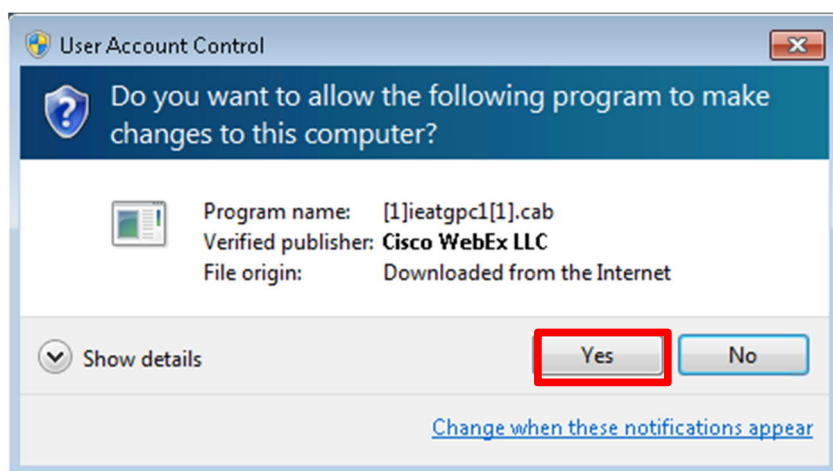 User Account Control
Do you want to allow the following program to make
changes to this computer?
Program name: [1]ieatgpc1[1].cab
Verified publisher: Cisco WebEx LLC
File origin: Downloaded from the Internet
Show details
Yes
No
Change when these notifications appear